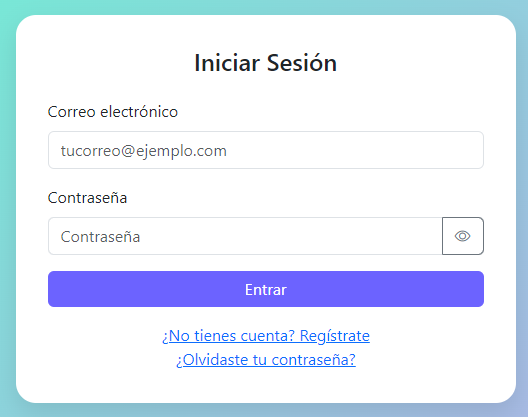 Iniciar Sesión
Correo electrónico
tucorreo@ejemplo.com
Contraseña
Contraseña
Entrar
¿No tienes cuenta? Regístrate
¿Olvidaste tu contraseña?